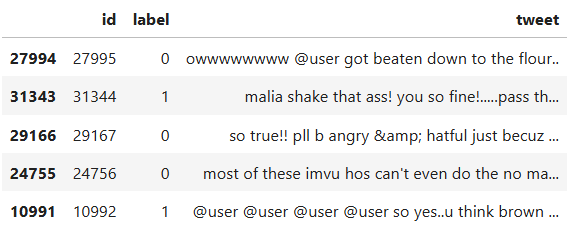 id label tweet
27994 27995 0 owwwwwwww @user got beaten down to the flour..
31343 31344 1 malia shake that ass! you so fine!.....pass th...
29166 29167 0 so true!! pll b angry &amp; hatful just becuz ...
24755 24756 0 most of these imvu hos can't even do the no ma...
10991 10992 1 @user @user @user @user so yes..u think brown ...